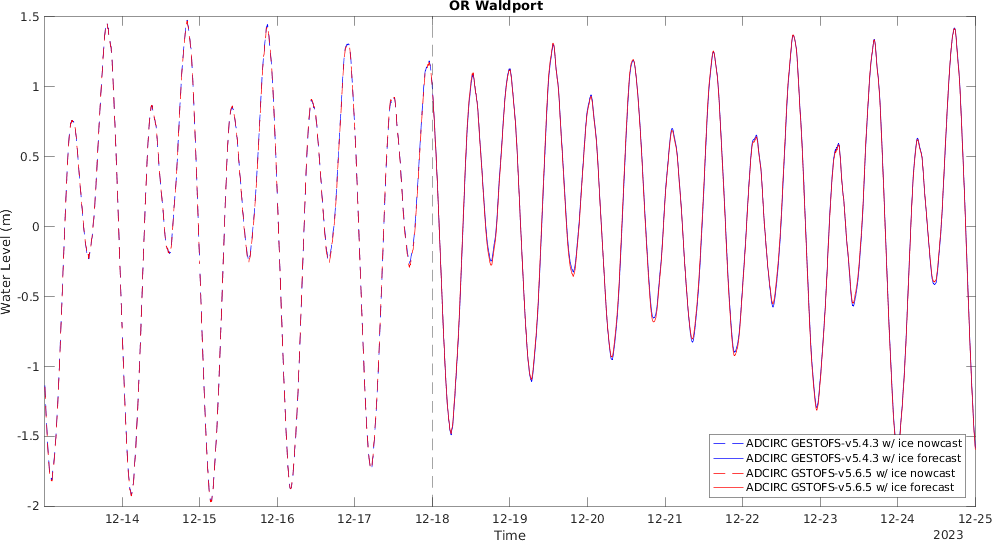 OR Waldport
1.5
1
0.5
0
-0.5
-1
-1.5
-2
Water Level (m)
12-14 12-15 12-16 12-17 12-18 12-19 12-20 12-21 12-22 12-23 12-24 12-25
Time
2023
ADCIRC GESTOFS-v5.4.3 w/ ice nowcast
ADCIRC GESTOFS-v5.4.3 w/ ice forecast
ADCIRC GSTOFS-v5.6.5 w/ ice nowcast
ADCIRC GSTOFS-v5.6.5 w/ ice forecast